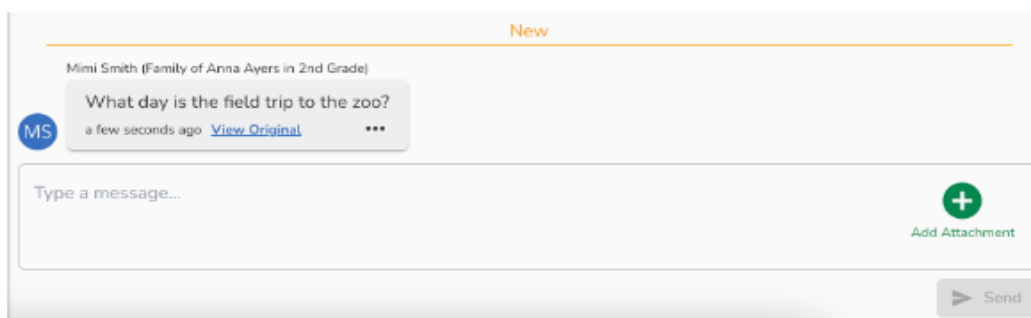 New
Mimi Smith (Family of Anna Ayers in 2nd Grade)
What day is the field trip to the zoo?
MS
a few seconds ago View Original •••
Type a message...
Add Attachment
Send